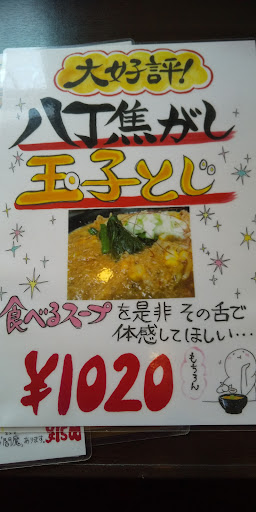 大好評!
八丁焦がし
玉子とじ
食べるスープを是非 その舌で
体感してほしい…
¥1020
もちろん